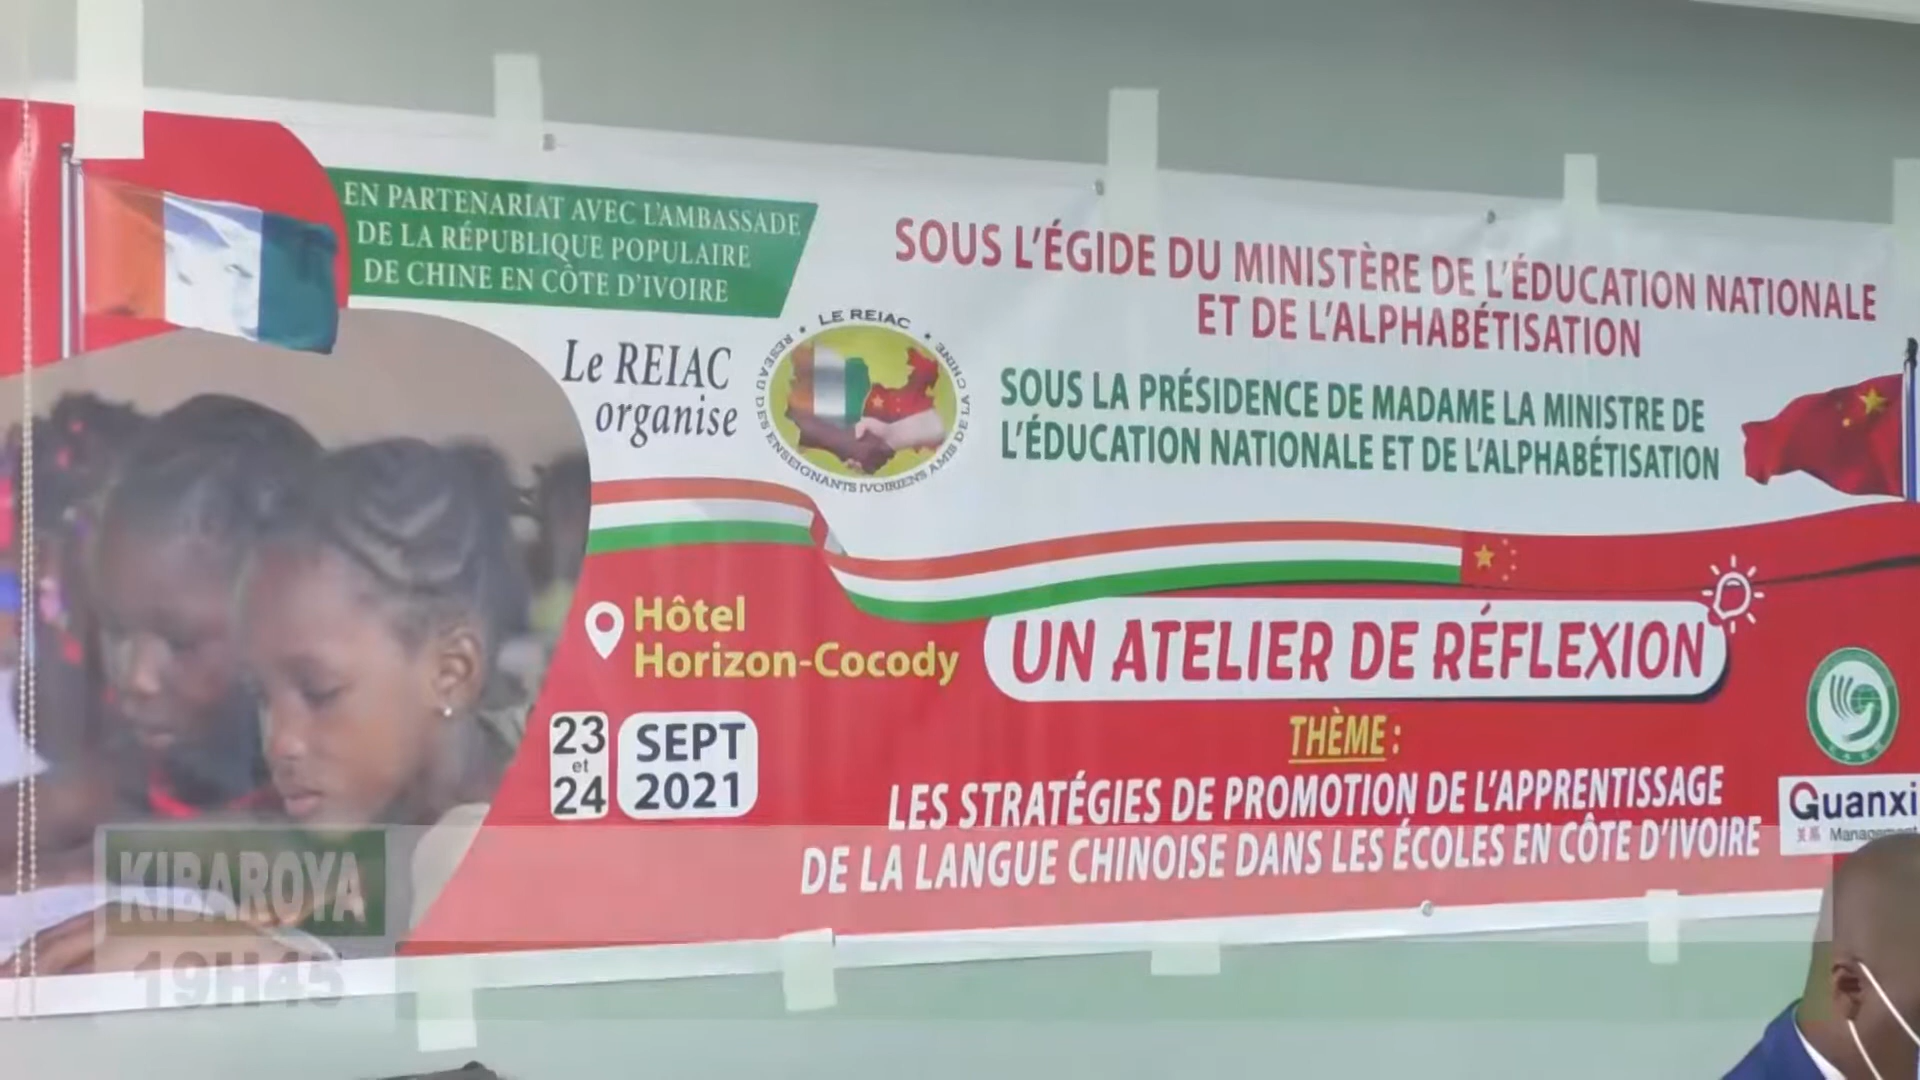 EN PARTENARIAT AVEC L'AMBASSADE
DE LA RÉPUBLIQUE POPULAIRE
DE CHINE EN CÔTE D'IVOIRE
SOUS L'ÉGIDE DU MINISTÈRE DE L'ÉDUCATION NATIONALE
ET DE L'ALPHABÉTISATION
Le REIAC
organise
LE REIAC
RESEAU DES ENSEIGNANTS IVOIRIENS AMIS DE LA CHINE
SOUS LA PRÉSIDENCE DE MADAME LA MINISTRE DE
L'ÉDUCATION NATIONALE ET DE L'ALPHABÉTISATION
Hôtel
Horizon-Cocody
UN ATELIER DE RÉFLEXION
23
et
24
SEPT
2021
THÈME :
LES STRATÉGIES DE PROMOTION DE L'APPRENTISSAGE
DE LA LANGUE CHINOISE DANS LES ÉCOLES EN CÔTE D'IVOIRE
Guanxi
Management
KIBAROYA
19H45